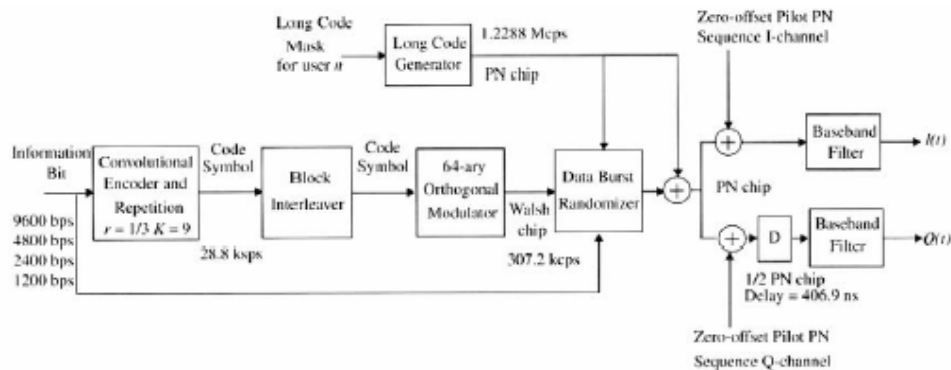 Long Code
Mask
for user n
Long Code
Generator
1.2288 Mcps
PN chip
Zero-offset Pilot PN
Sequence I-channel
Information
Bit
9600 bps
4800 bps
2400 bps
1200 bps
Convolutional
Encoder and
Repetition
r = 1/3 K = 9
Code
Symbol
28.8 ksps
Block
Interleaver
Code
Symbol
64-ary
Orthogonal
Modulator
Walsh
chip
307.2 kcps
Data Burst
Randomizer
PN chip
Baseband
Filter
I(t)
D
1/2 PN chip
Delay = 406.9 ns
Baseband
Filter
Q(t)
Zero-offset Pilot PN
Sequence Q-channel